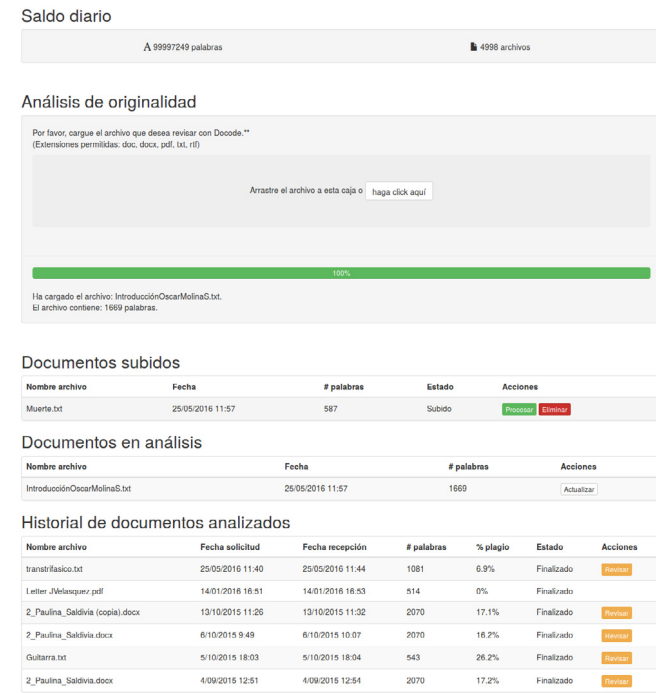 Saldo diario
A 99997249 palabras 4998 archivos
Análisis de originalidad
Por favor, cargue el archivo que desea revisar con Docode.**
(Extensiones permitidas: doc, docx, pdf, txt, rtf)
Arrastre el archivo a esta caja o haga click aquí
100%
Ha cargado el archivo: IntroducciónOscarMolinaS.txt.
El archivo contiene: 1669 palabras.
Documentos subidos
Nombre archivo Fecha # palabras Estado Acciones
Muerte.txt 25/05/2016 11:57 587 Subido Procesar Eliminar
Documentos en análisis
Nombre archivo Fecha # palabras Acciones
IntroducciónOscarMolinaS.txt 25/05/2016 11:57 1669 Actualizar
Historial de documentos analizados
Nombre archivo Fecha solicitud Fecha recepción # palabras % plagio Estado Acciones
transtrifasico.txt 25/05/2016 11:40 25/05/2016 11:44 1081 6.9% Finalizado Revisar
Letter JVelasquez.pdf 14/01/2016 16:51 14/01/2016 16:53 514 0% Finalizado
2_Paulina_Saldivia (copia).docx 13/10/2015 11:26 13/10/2015 11:32 2070 17.1% Finalizado Revisar
2_Paulina_Saldivia.docx 6/10/2015 9:49 6/10/2015 10:07 2070 16.2% Finalizado Revisar
Guitarra.txt 5/10/2015 18:03 5/10/2015 18:04 543 26.2% Finalizado Revisar
2_Paulina_Saldivia.docx 4/09/2015 12:51 4/09/2015 12:54 2070 17.2% Finalizado Revisar